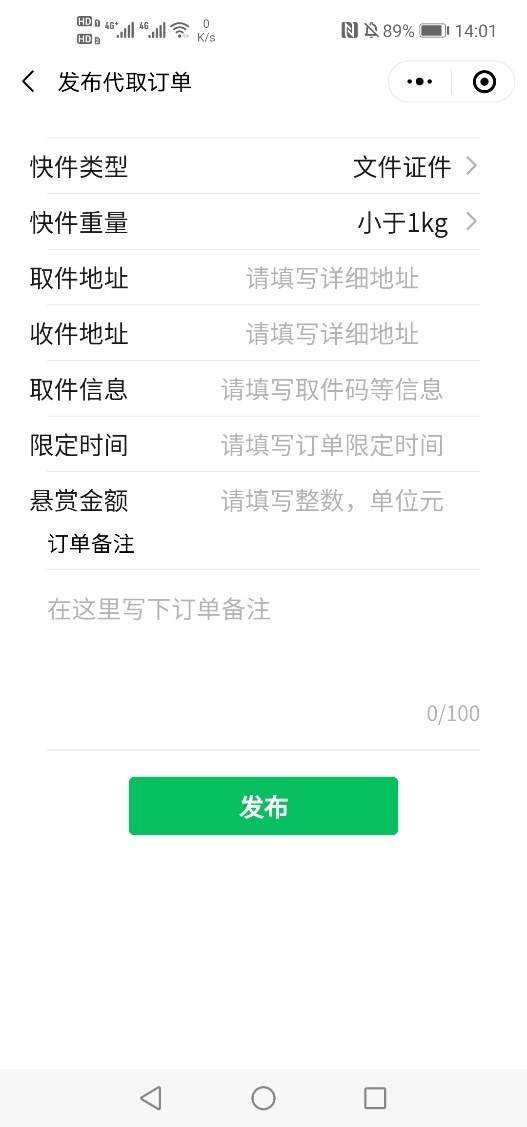 HD 1 4G+ 4G 0
HD 2 K/s
89% 14:01
发布代取订单
快件类型 文件证件
快件重量 小于1kg
取件地址 请填写详细地址
收件地址 请填写详细地址
取件信息 请填写取件码等信息
限定时间 请填写订单限定时间
悬赏金额 请填写整数，单位元
订单备注
在这里写下订单备注
0/100
发布